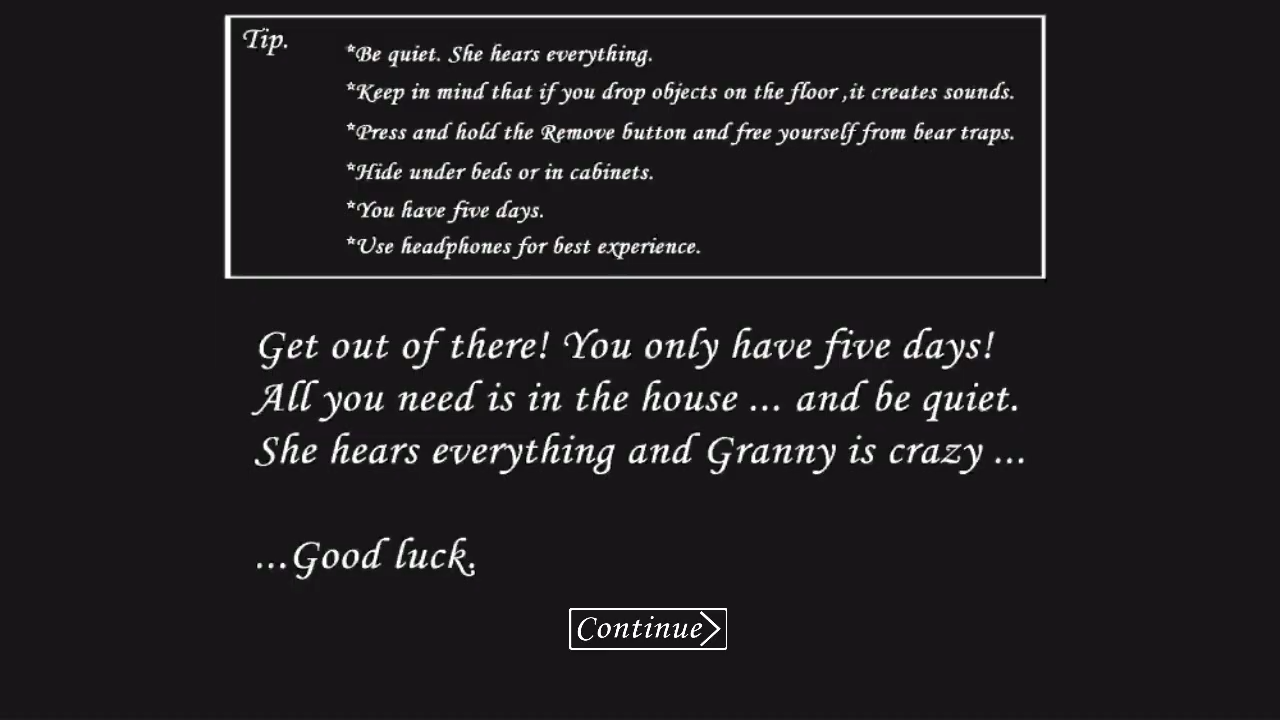 Tip.
*Be quiet. She hears everything.
*Keep in mind that if you drop objects on the floor ,it creates sounds.
*Press and hold the Remove button and free yourself from bear traps.
*Hide under beds or in cabinets.
*You have five days.
*Use headphones for best experience.
Get out of there! You only have five days!
All you need is in the house ... and be quiet.
She hears everything and Granny is crazy ...
...Good luck.
Continue